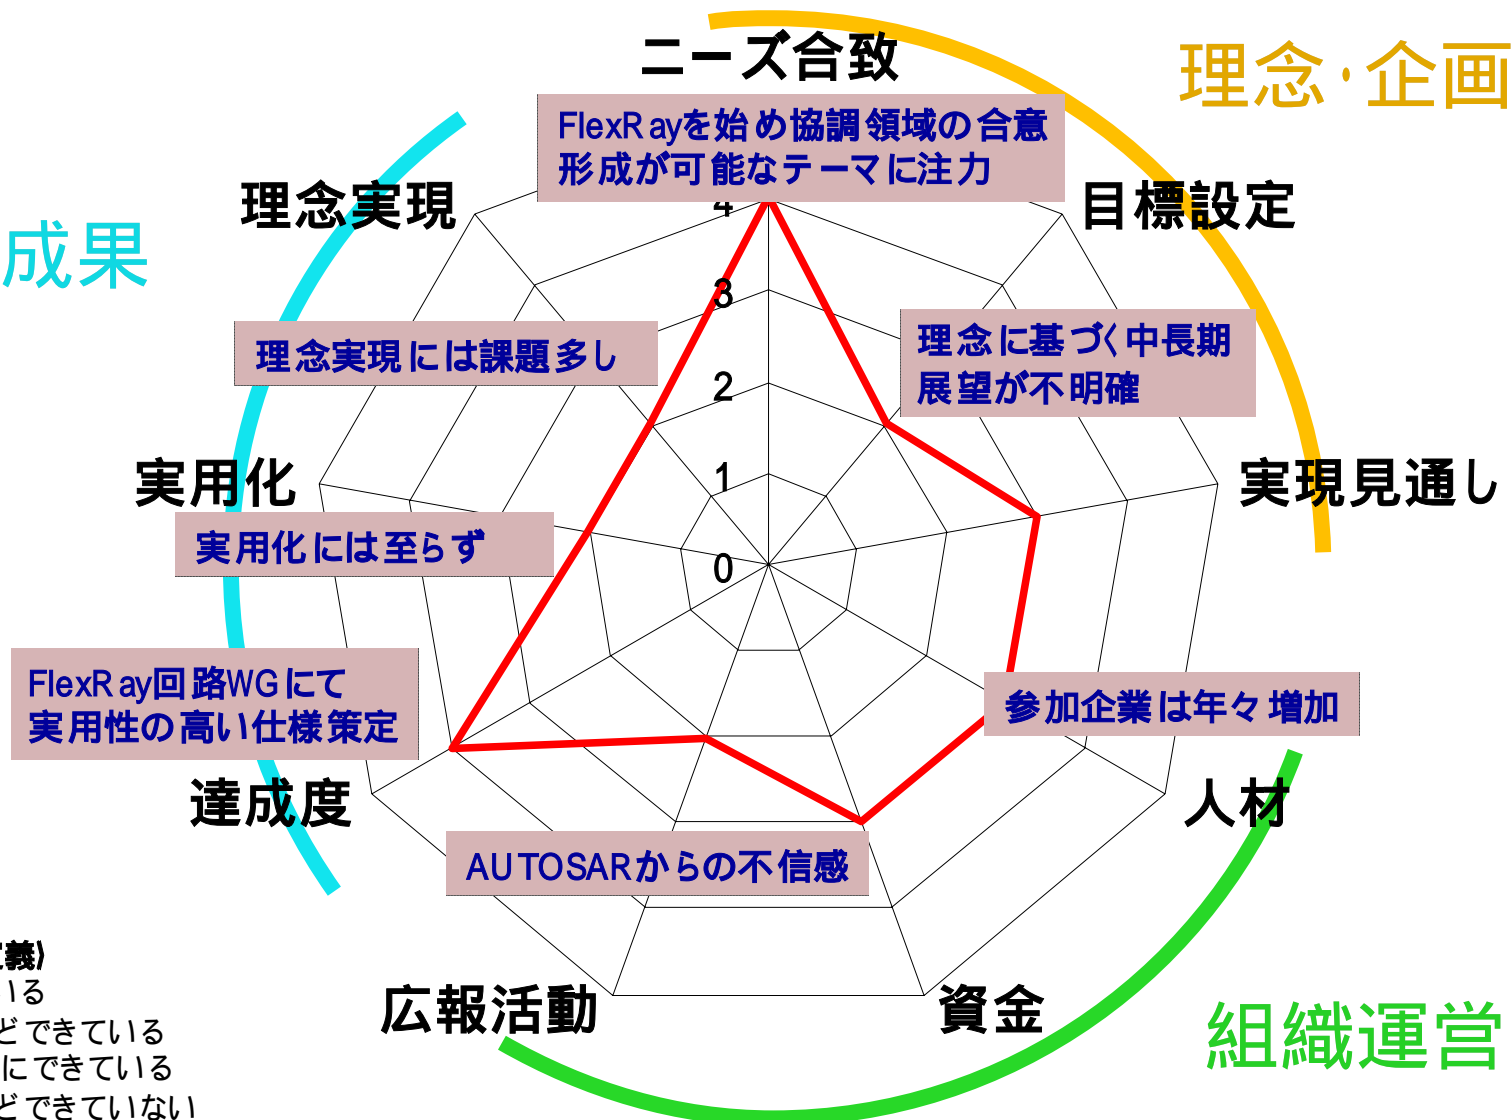 ニーズ合致
理念・企画
FlexRayを始め協調領域の合意
形成が可能なテーマに注力
理念実現
目標設定
4
成果
3
理念に基づく中長期
展望が不明確
理念実現には課題多し
2
1
実用化
実現見通し
実用化には至らず
0
FlexRay回路WGにて
実用性の高い仕様策定
参加企業は年々増加
達成度
人材
AUTOSARからの不信感
義)
いる
どできている
にできている
どできていない
広報活動
資金
組織運営